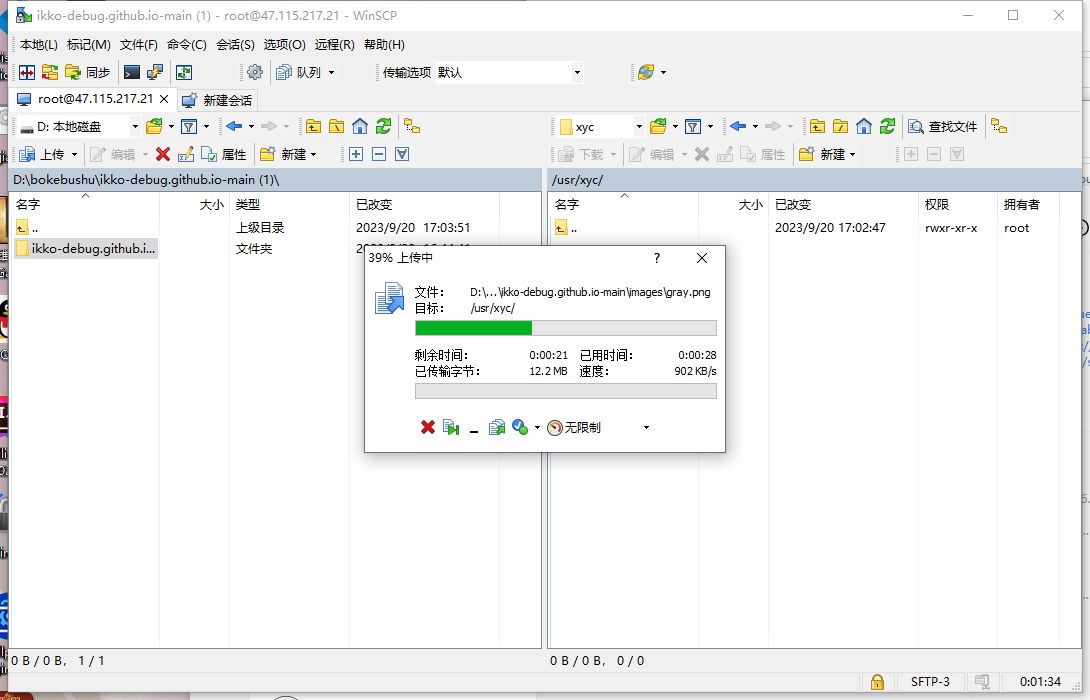 ikko-debug.github.io-main (1) - root@47.115.217.21 - WinSCP
本地(L) 标记(M) 文件(F) 命令(C) 会话(S) 选项(O) 远程(R) 帮助(H)
同步 队列 传输选项 默认
root@47.115.217.21 新建会话
D: 本地磁盘 xyc 查找文件
上传 编辑 属性 新建 下载 编辑 属性 新建
D:\bokebushu\ikko-debug.github.io-main (1)\ /usr/xyc/
名字 大小 类型 已改变 名字 大小 已改变 权限 拥有者
.. 上级目录 2023/9/20 17:03:51 .. 2023/9/20 17:02:47 rwxr-xr-x root
ikko-debug.github.i... 文件夹
39% 上传中 ?
文件: D:\...\ikko-debug.github.io-main\images\gray.png
目标: /usr/xyc/
剩余时间: 0:00:21 已用时间: 0:00:28
已传输字节: 12.2 MB 速度: 902 KB/s
无限制
0 B / 0 B, 1 / 1 0 B / 0 B, 0 / 0
SFTP-3 0:01:34